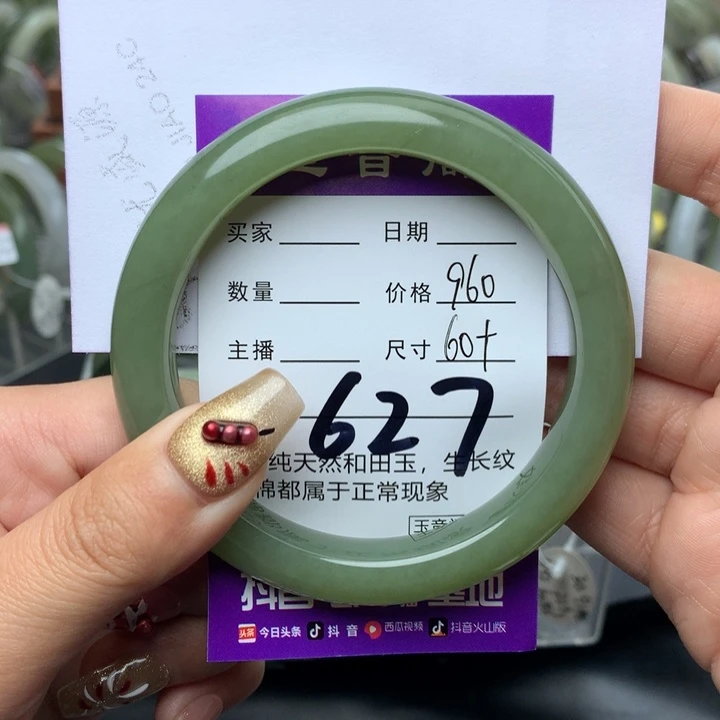 买家 日期
数量 价格 960
主播 尺寸 60+
627
纯天然和田玉，生长纹
棉都属于正常现象
头条 今日头条 抖音 西瓜视频 抖音火山版